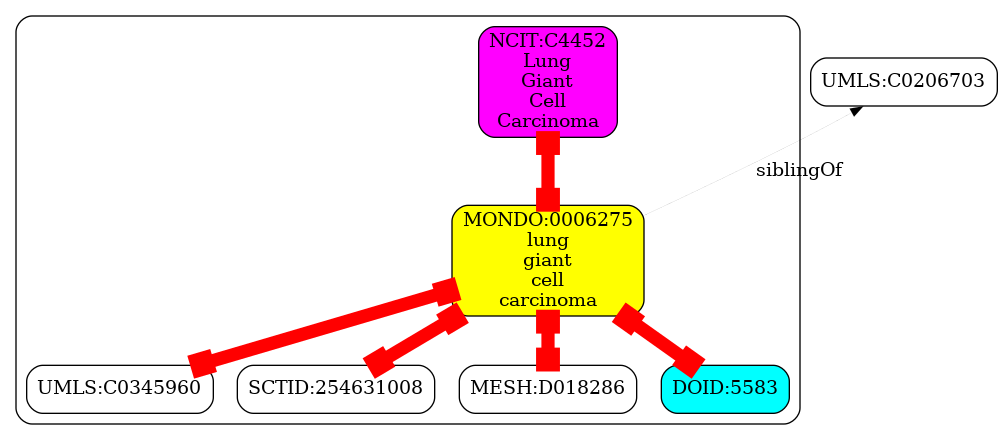 NCIT:C4452
Lung
Giant
Cell
Carcinoma
UMLS:C0206703
siblingOf
MONDO:0006275
lung
giant
cell
carcinoma
UMLS:C0345960
SCTID:254631008
MESH:D018286
DOID:5583